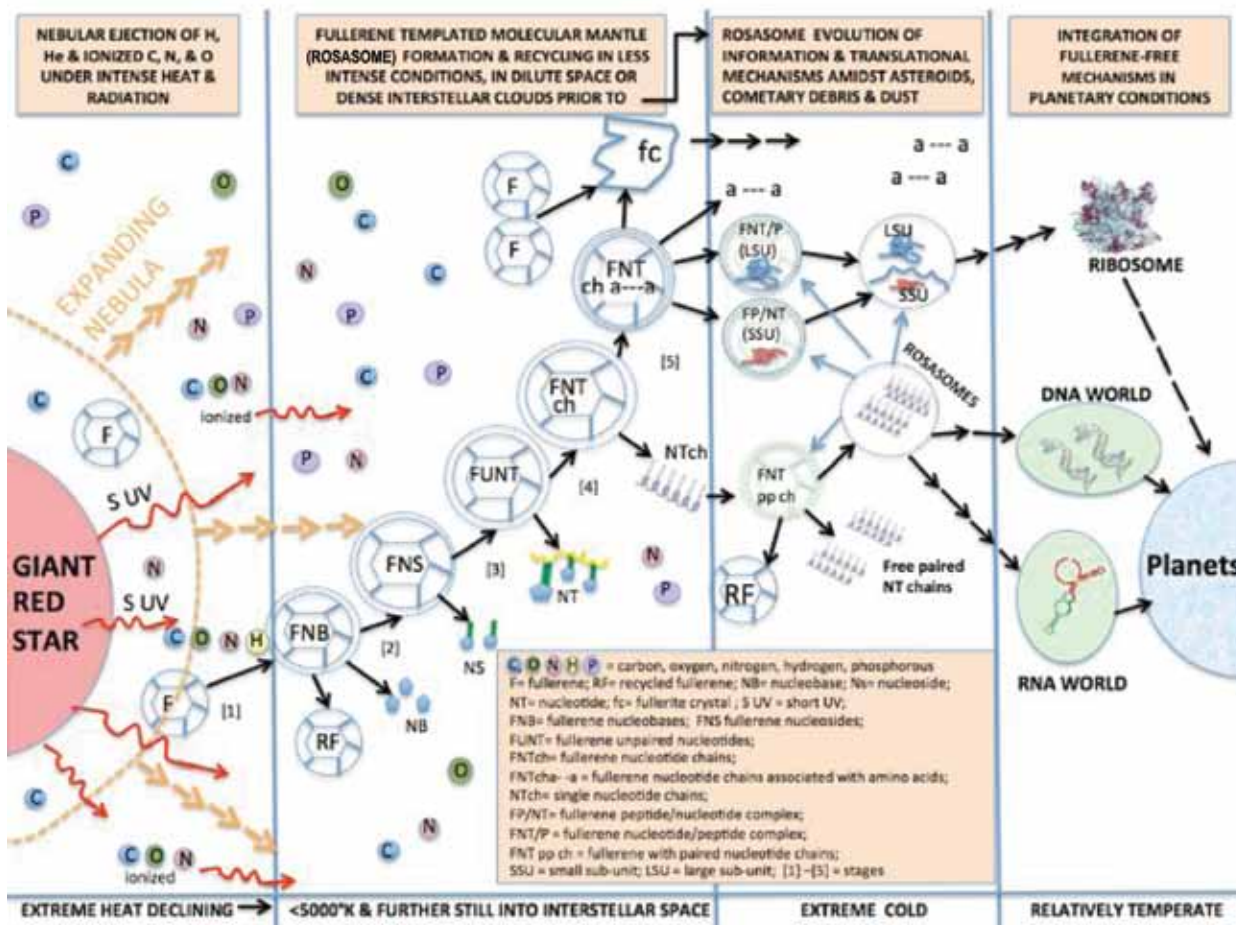 NEBULAR EJECTION OF H,
He & IONIZED C, N, & O
UNDER INTENSE HEAT &
RADIATION
FULLERENE TEMPLATED MOLECULAR MANTLE
(ROSASOME) FORMATION & RECYCLING IN LESS
INTENSE CONDITIONS, IN DILUTE SPACE OR
DENSE INTERSTELLAR CLOUDS PRIOR TO
ROSASOME EVOLUTION OF
INFORMATION & TRANSLATIONAL
MECHANISMS AMIDST ASTEROIDS,
COMETARY DEBRIS & DUST
INTEGRATION OF
FULLERENE-FREE
MECHANISMS IN
PLANETARY CONDITIONS
C
P
O
EXPANDING
NEBULA
N
P
C
C O N
ionized
F
S UV
N
S UV
GIANT
RED
STAR
C O N H
F
[1]
C
C O N
ionized
O
C
N
C
P
C
P
P
N
F
F
fc
a --- a
a --- a
a --- a
FNT
ch a---a
[5]
FNT
ch
[4]
FUNT
[3]
FNS
[2]
FNB
NTch
NT
NS
NB
RF
N
P
O
N
C
FNT/P
(LSU)
FP/NT
(SSU)
LSU
SSU
ROSASOMES
FNT
pp ch
RF
Free paired
NT chains
RIBOSOME
DNA WORLD
RNA WORLD
Planets
C O N H P = carbon, oxygen, nitrogen, hydrogen, phosphorous
F= fullerene; RF= recycled fullerene; NB= nucleobase; Ns= nucleoside;
NT= nucleotide; fc= fullerite crystal ; S UV = short UV;
FNB= fullerene nucleobases; FNS fullerene nucleosides;
FUNT= fullerene unpaired nucleotides;
FNTch= fullerene nucleotide chains;
FNTcha- -a = fullerene nucleotide chains associated with amino acids;
NTch= single nucleotide chains;
FP/NT= fullerene peptide/nucleotide complex;
FNT/P = fullerene nucleotide/peptide complex;
FNT pp ch = fullerene with paired nucleotide chains;
SSU = small sub-unit; LSU = large sub-unit; [1] –[5] = stages
EXTREME HEAT DECLINING
<5000°K & FURTHER STILL INTO INTERSTELLAR SPACE
EXTREME COLD
RELATIVELY TEMPERATE